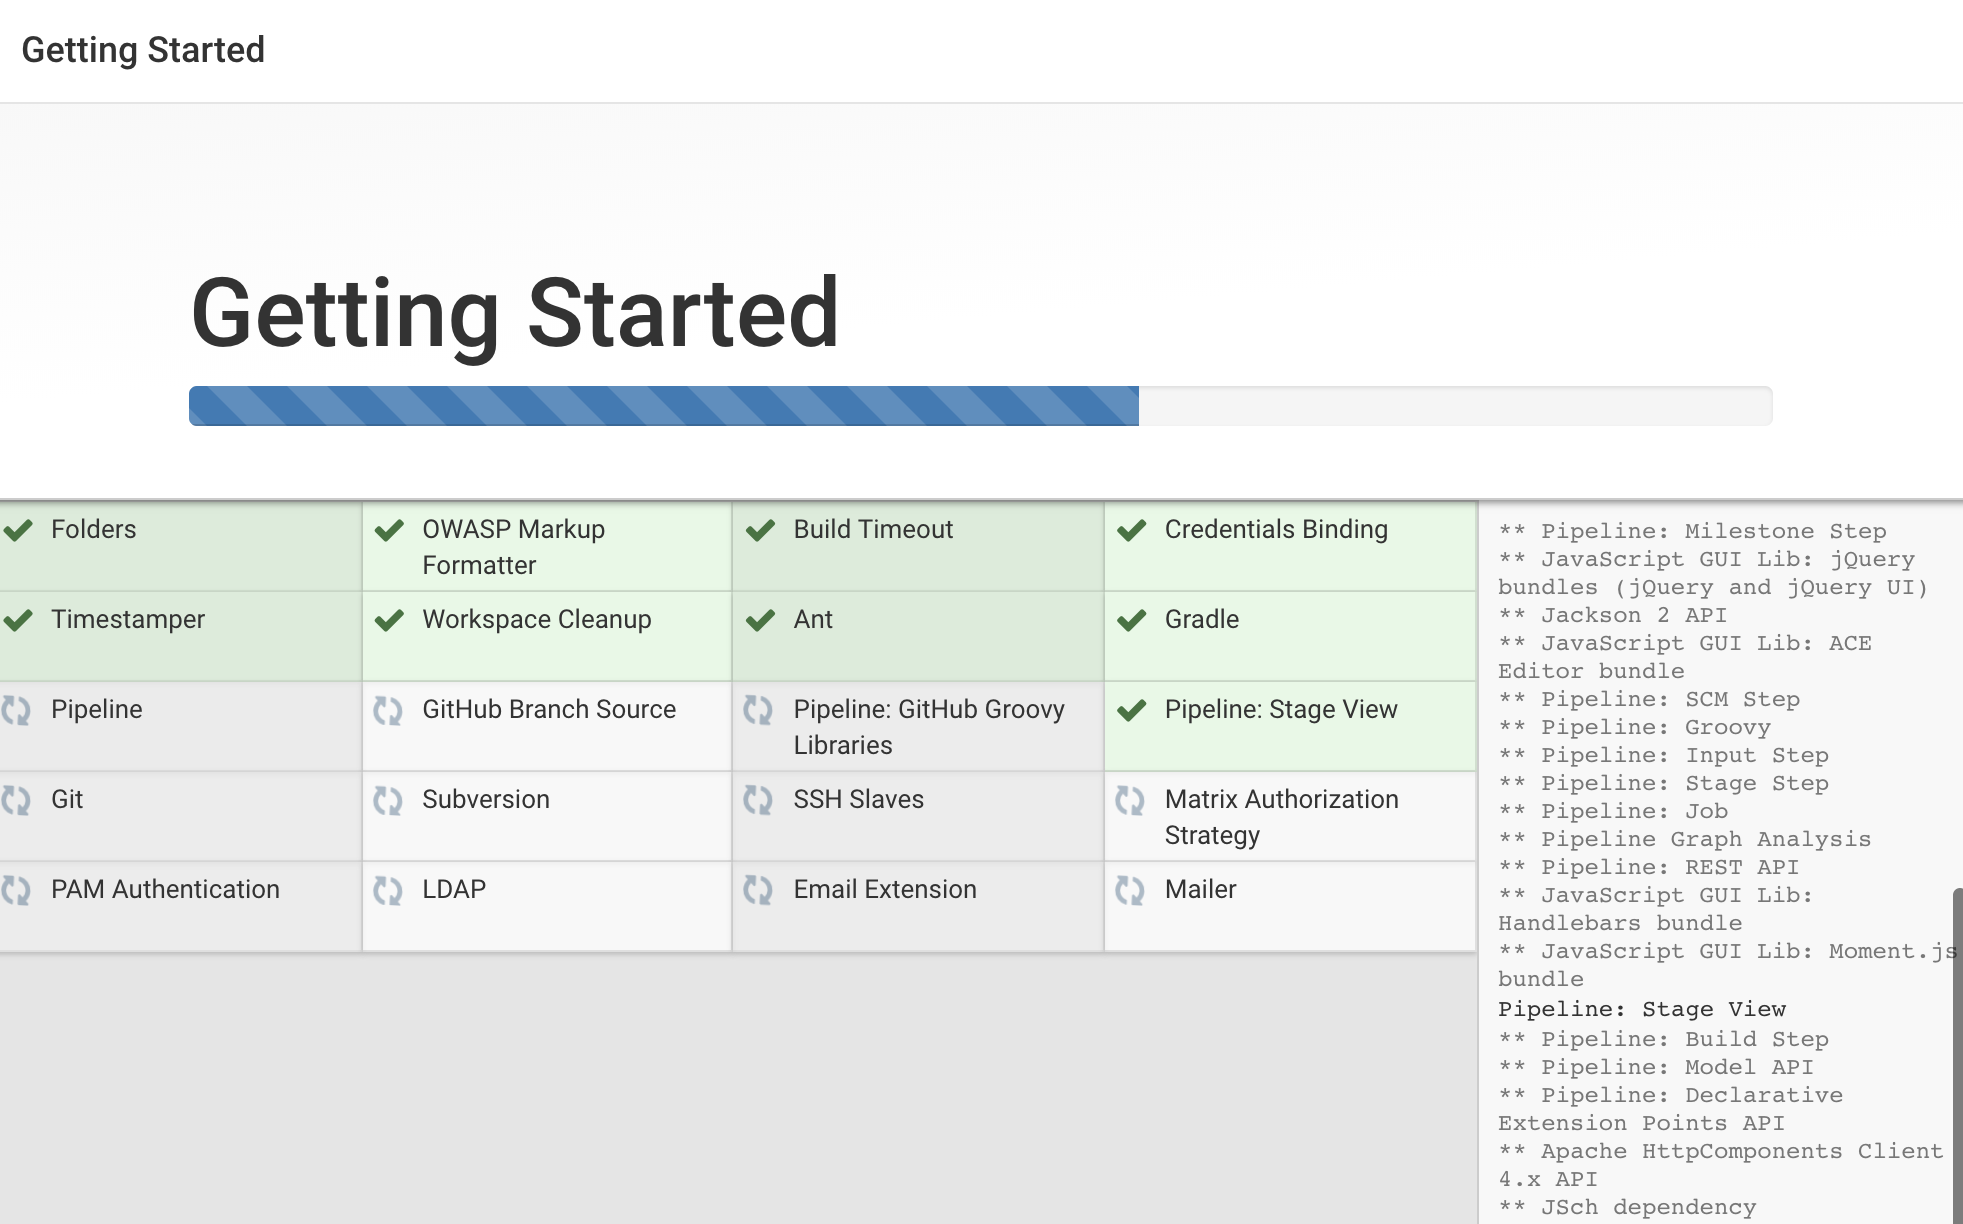 Getting Started
Getting Started
Folders
OWASP Markup
Formatter
Build Timeout
Credentials Binding
Timestamper
Workspace Cleanup
Ant
Gradle
Pipeline
GitHub Branch Source
Pipeline: GitHub Groovy
Libraries
Pipeline: Stage View
Git
Subversion
SSH Slaves
Matrix Authorization
Strategy
PAM Authentication
LDAP
Email Extension
Mailer
** Pipeline: Milestone Step
** JavaScript GUI Lib: jQuery
bundles (jQuery and jQuery UI)
** Jackson 2 API
** JavaScript GUI Lib: ACE
Editor bundle
** Pipeline: SCM Step
** Pipeline: Groovy
** Pipeline: Input Step
** Pipeline: Stage Step
** Pipeline: Job
** Pipeline Graph Analysis
** Pipeline: REST API
** JavaScript GUI Lib:
Handlebars bundle
** JavaScript GUI Lib: Moment.js
bundle
Pipeline: Stage View
** Pipeline: Build Step
** Pipeline: Model API
** Pipeline: Declarative
Extension Points API
** Apache HttpComponents Client
4.x API
** JSch dependency